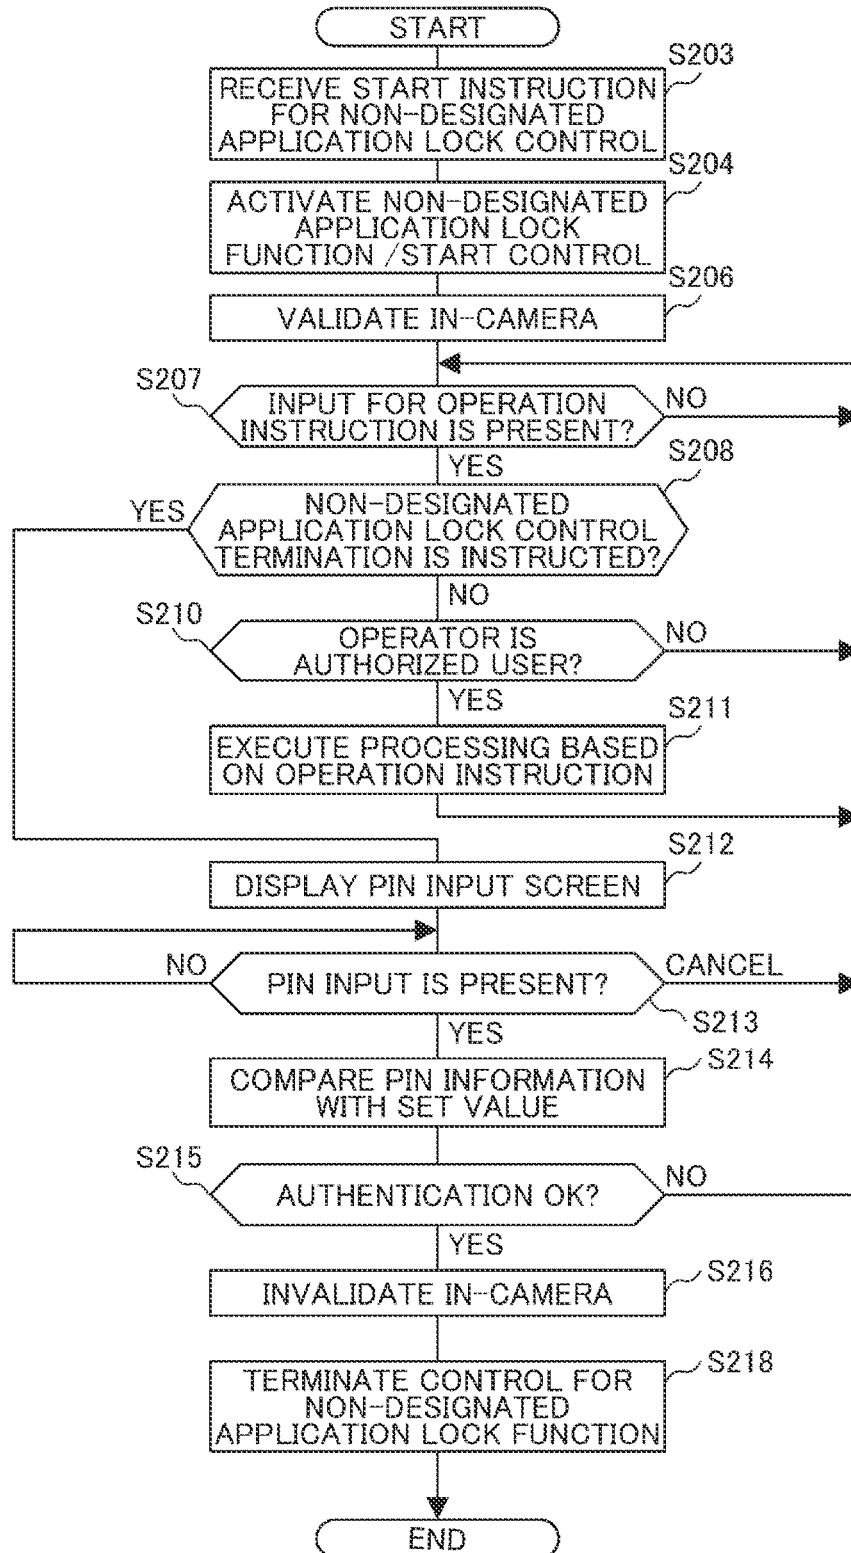 START
S203
RECEIVE START INSTRUCTION
FOR NON-DESIGNATED
APPLICATION LOCK CONTROL
S204
ACTIVATE NON-DESIGNATED
APPLICATION LOCK
FUNCTION /START CONTROL
S206
VALIDATE IN-CAMERA
S207
INPUT FOR OPERATION
INSTRUCTION IS PRESENT?
NO
YES
S208
YES
NON-DESIGNATED
APPLICATION LOCK CONTROL
TERMINATION IS INSTRUCTED?
NO
S210
OPERATOR IS
AUTHORIZED USER?
NO
YES
S211
EXECUTE PROCESSING BASED
ON OPERATION INSTRUCTION
S212
DISPLAY PIN INPUT SCREEN
NO
PIN INPUT IS PRESENT?
CANCEL
S213
YES
S214
COMPARE PIN INFORMATION
WITH SET VALUE
S215
AUTHENTICATION OK?
NO
YES
S216
INVALIDATE IN-CAMERA
S218
TERMINATE CONTROL FOR
NON-DESIGNATED
APPLICATION LOCK FUNCTION
END